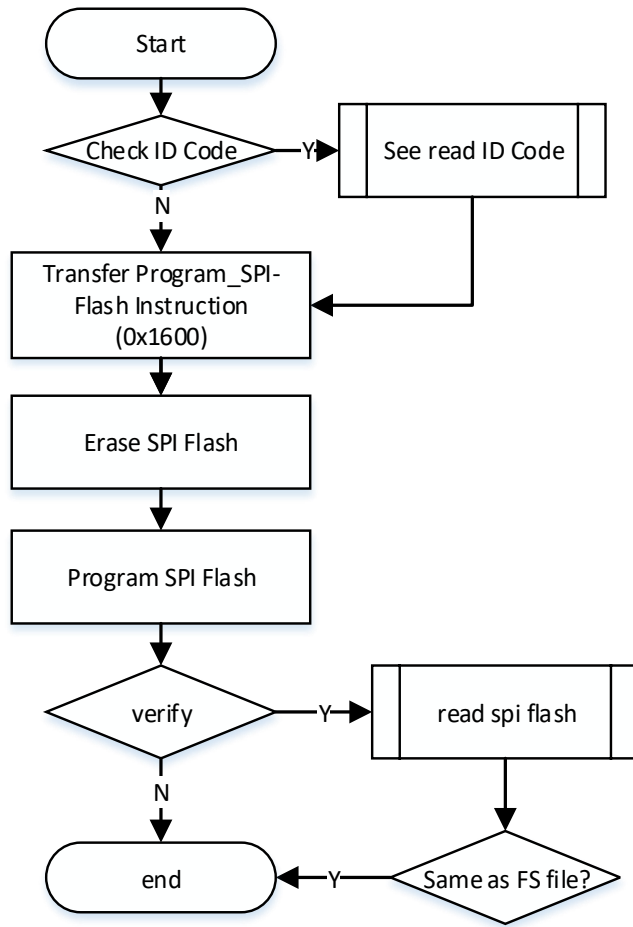 Start
Check ID Code
Y
See read ID Code
N
Transfer Program_SPI-
Flash Instruction
(0x1600)
Erase SPI Flash
Program SPI Flash
verify
Y
read spi flash
N
end
Y
Same as FS file?